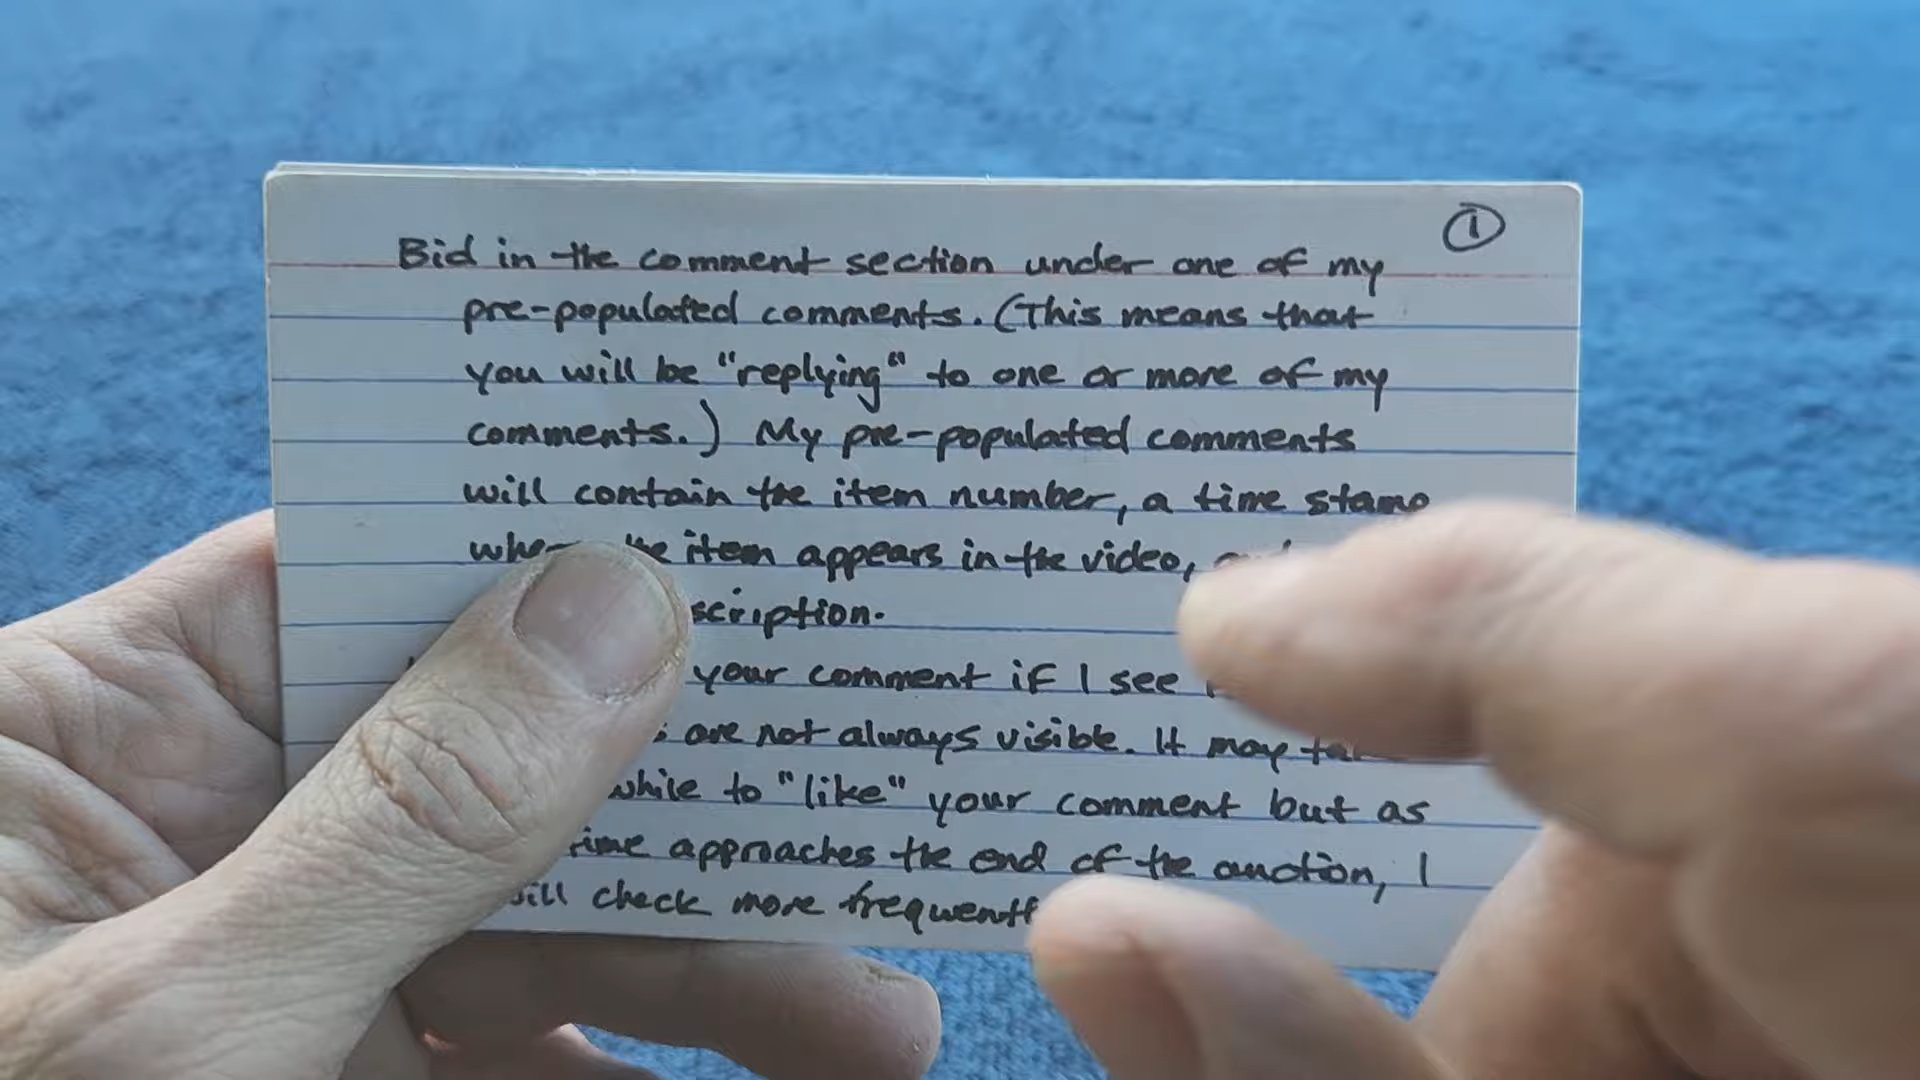 ①
Bid in the comment section under one of my
pre-populated comments. (This means that
you will be "replying" to one or more of my
comments.) My pre-populated comments
will contain the item number, a time stamp
the item appears in the video,
your comment if I see
are not always visible. It may
while to "like" your comment but as
time approaches the end of the auction, I
will check more